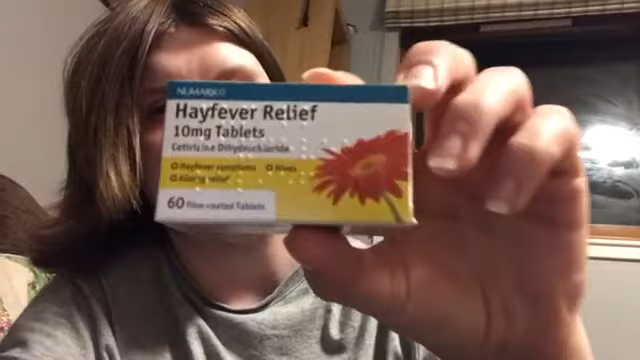 NUMARK
Hayfever Relief
10mg Tablets
Cetirizine Dihydrochloride
Hayfever symptoms Hives
Allergy relief
60 film-coated Tablets